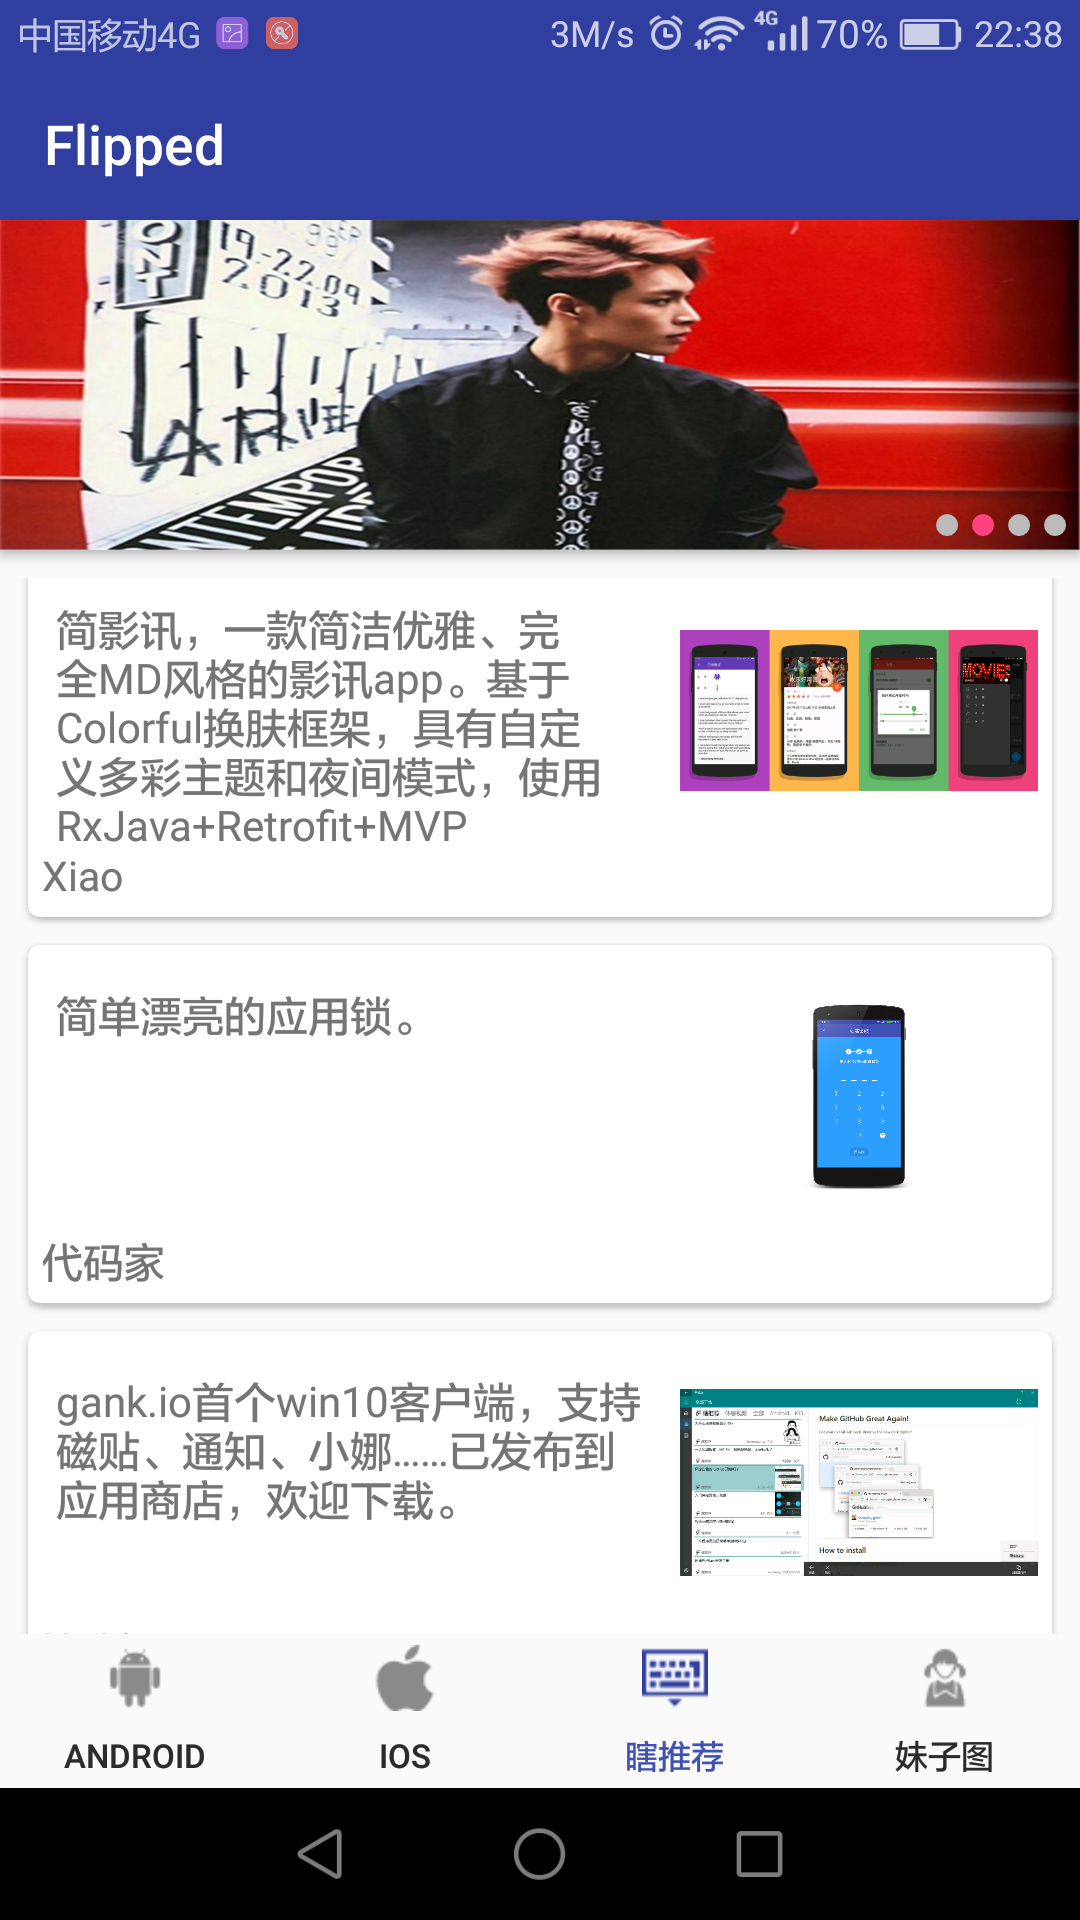 中国移动4G 3M/s 4G 70% 22:38
Flipped
ONT
19-22.09
2013
ARVIE
简影讯，一款简洁优雅、完
全MD风格的影讯app。基于
Colorful换肤框架，具有自定
义多彩主题和夜间模式，使用
RxJava+Retrofit+MVP
MOVIES
Xiao
简单漂亮的应用锁。
代码家
gank.io首个win10客户端，支持
磁贴、通知、小娜……已发布到
应用商店，欢迎下载。
Make GitHub Great Again!
How to install
ANDROID IOS 瞎推荐 妹子图